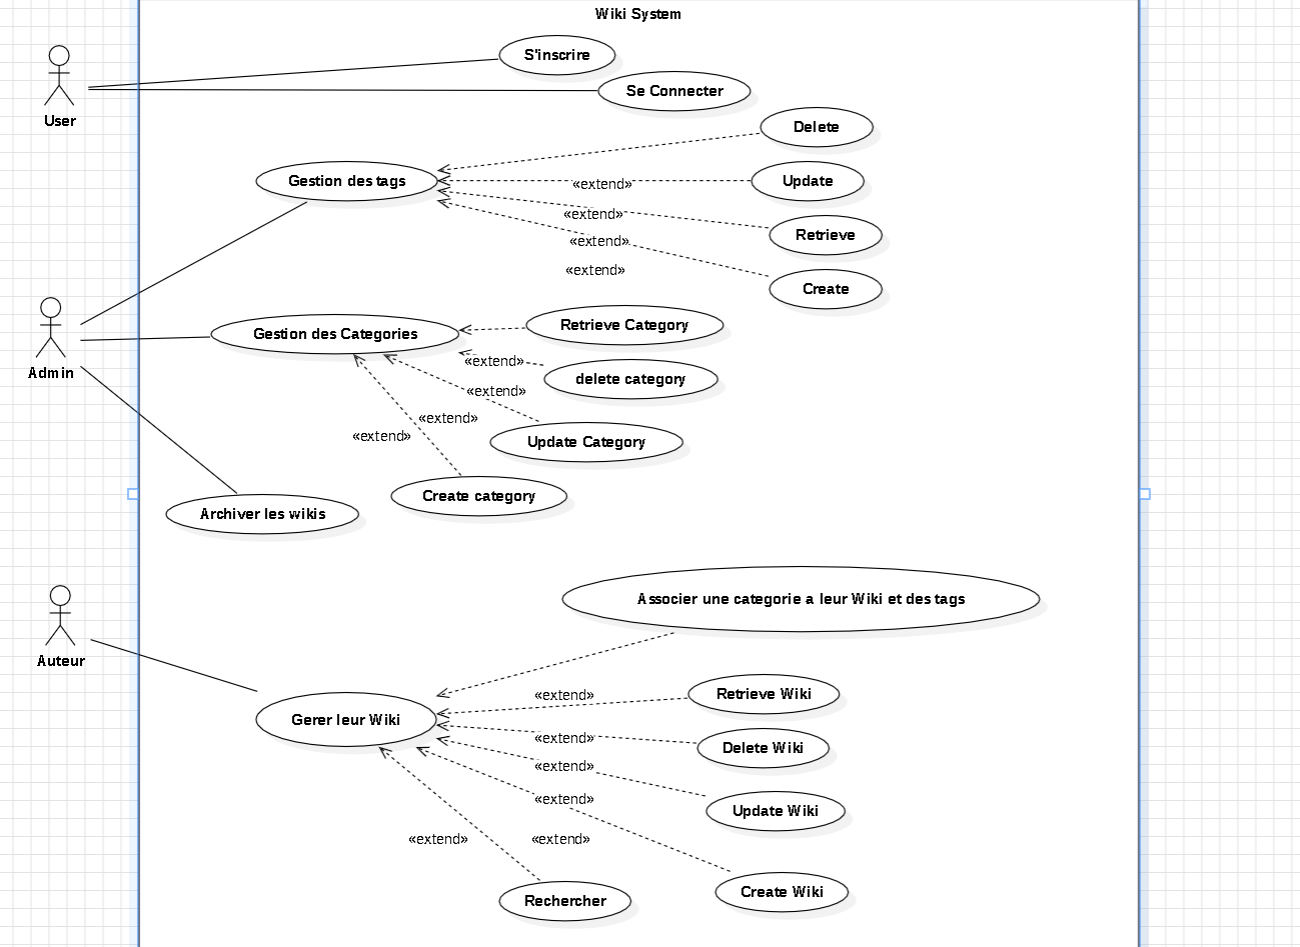 Wiki System
S'inscrire
Se Connecter
User
Delete
Gestion des tags
Update
«extend»
«extend»
Retrieve
«extend»
«extend»
Create
Admin
Gestion des Categories
Retrieve Category
«extend»
delete category
«extend»
«extend»
«extend»
Update Category
Create category
Archiver les wikis
Associer une categorie a leur Wiki et des tags
Auteur
Gerer leur Wiki
«extend»
Retrieve Wiki
«extend»
Delete Wiki
«extend»
«extend»
Update Wiki
«extend»
«extend»
Create Wiki
Rechercher